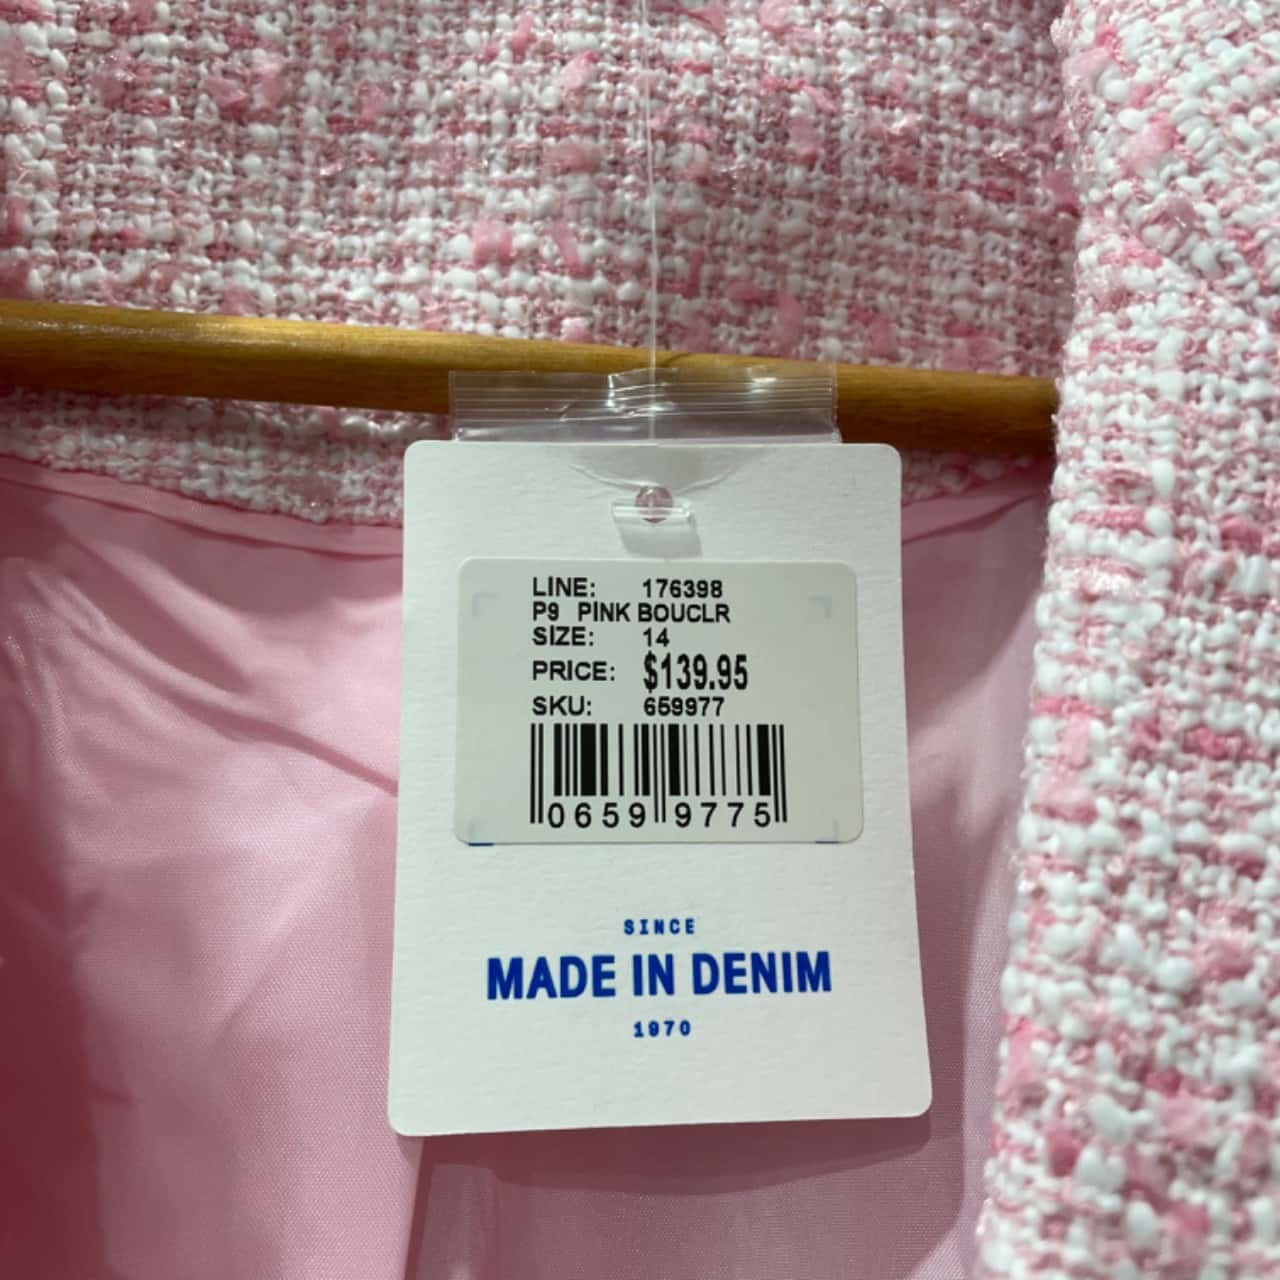 LINE: 176398
P9 PINK BOUCLR
SIZE: 14
PRICE: $139.95
SKU: 659977
0659 9775
SINCE
MADE IN DENIM
1970